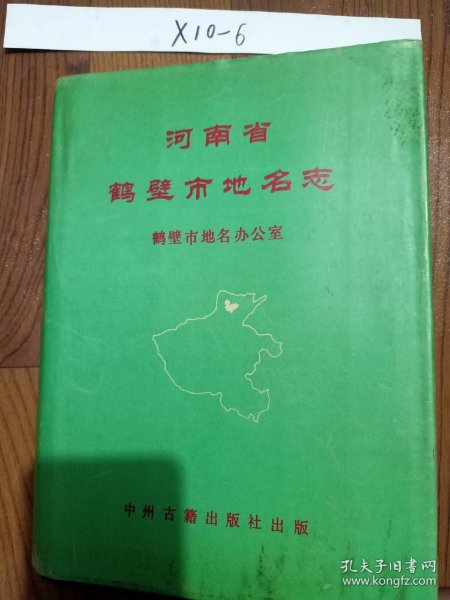 X10-6
河南省
鹤壁市地名志
鹤壁市地名办公室
中州古籍出版社出版
孔夫子旧书网
www.kongfz.com